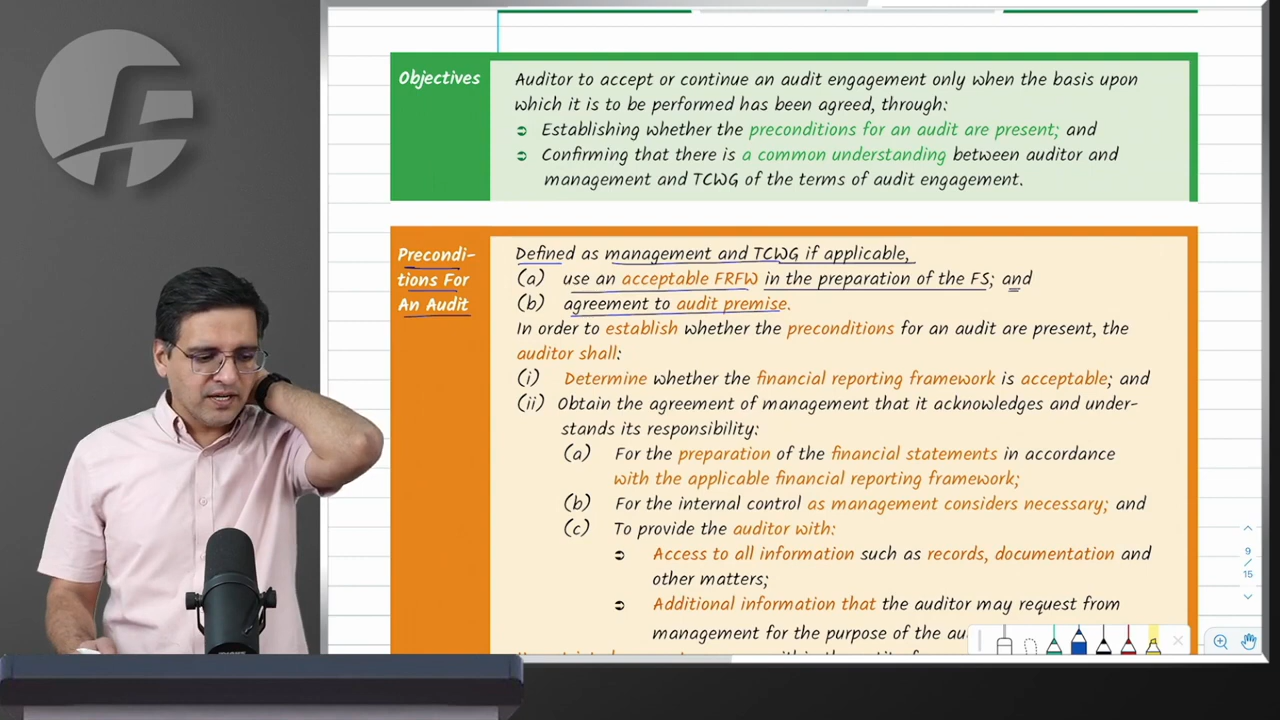 Objectives
Auditor to accept or continue an audit engagement only when the basis upon
which it is to be performed has been agreed, through:
➲ Establishing whether the preconditions for an audit are present; and
➲ Confirming that there is a common understanding between auditor and
management and TCWG of the terms of audit engagement.
Precondi-
tions For
An Audit
Defined as management and TCWG if applicable,
(a) use an acceptable FRFW in the preparation of the FS; and
(b) agreement to audit premise.
In order to establish whether the preconditions for an audit are present, the
auditor shall:
(i) Determine whether the financial reporting framework is acceptable; and
(ii) Obtain the agreement of management that it acknowledges and under-
stands its responsibility:
(a) For the preparation of the financial statements in accordance
with the applicable financial reporting framework;
(b) For the internal control as management considers necessary; and
(c) To provide the auditor with:
➲ Access to all information such as records, documentation and
other matters;
➲ Additional information that the auditor may request from
management for the purpose of the
9
/
15